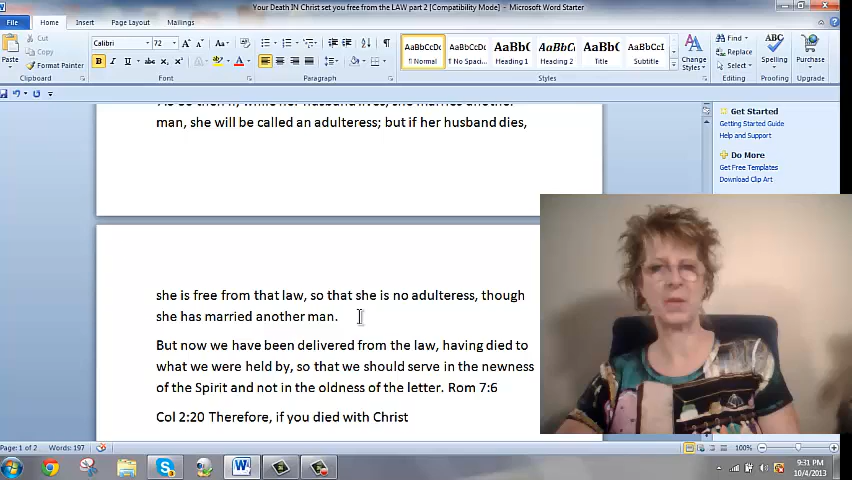 Your Death IN Christ set you free from the LAW part 2 [Compatibility Mode] - Microsoft Word Starter
File Home Insert Page Layout Mailings
Cut
Copy
Paste
Format Painter
Calibri 72
AaBbCcDc AaBbCcDc AaBbC AaBbCc AaBbC AaBbCcI
¶ Normal No Spaci... Heading 1 Heading 2 Title Subtitle
Change
Styles
Find
Replace
Select
Spelling
Purchase
Clipboard Font Paragraph Styles Editing Proofing Upgrade
man, she will be called an adulteress; but if her husband dies,
she is free from that law, so that she is no adulteress, though
she has married another man.
But now we have been delivered from the law, having died to
what we were held by, so that we should serve in the newness
of the Spirit and not in the oldness of the letter. Rom 7:6
Col 2:20 Therefore, if you died with Christ
Get Started
Getting Started Guide
Help and Support
Do More
Get Free Templates
Download Clip Art
Page: 1 of 2 Words: 197
100%
9:31 PM
10/4/2013